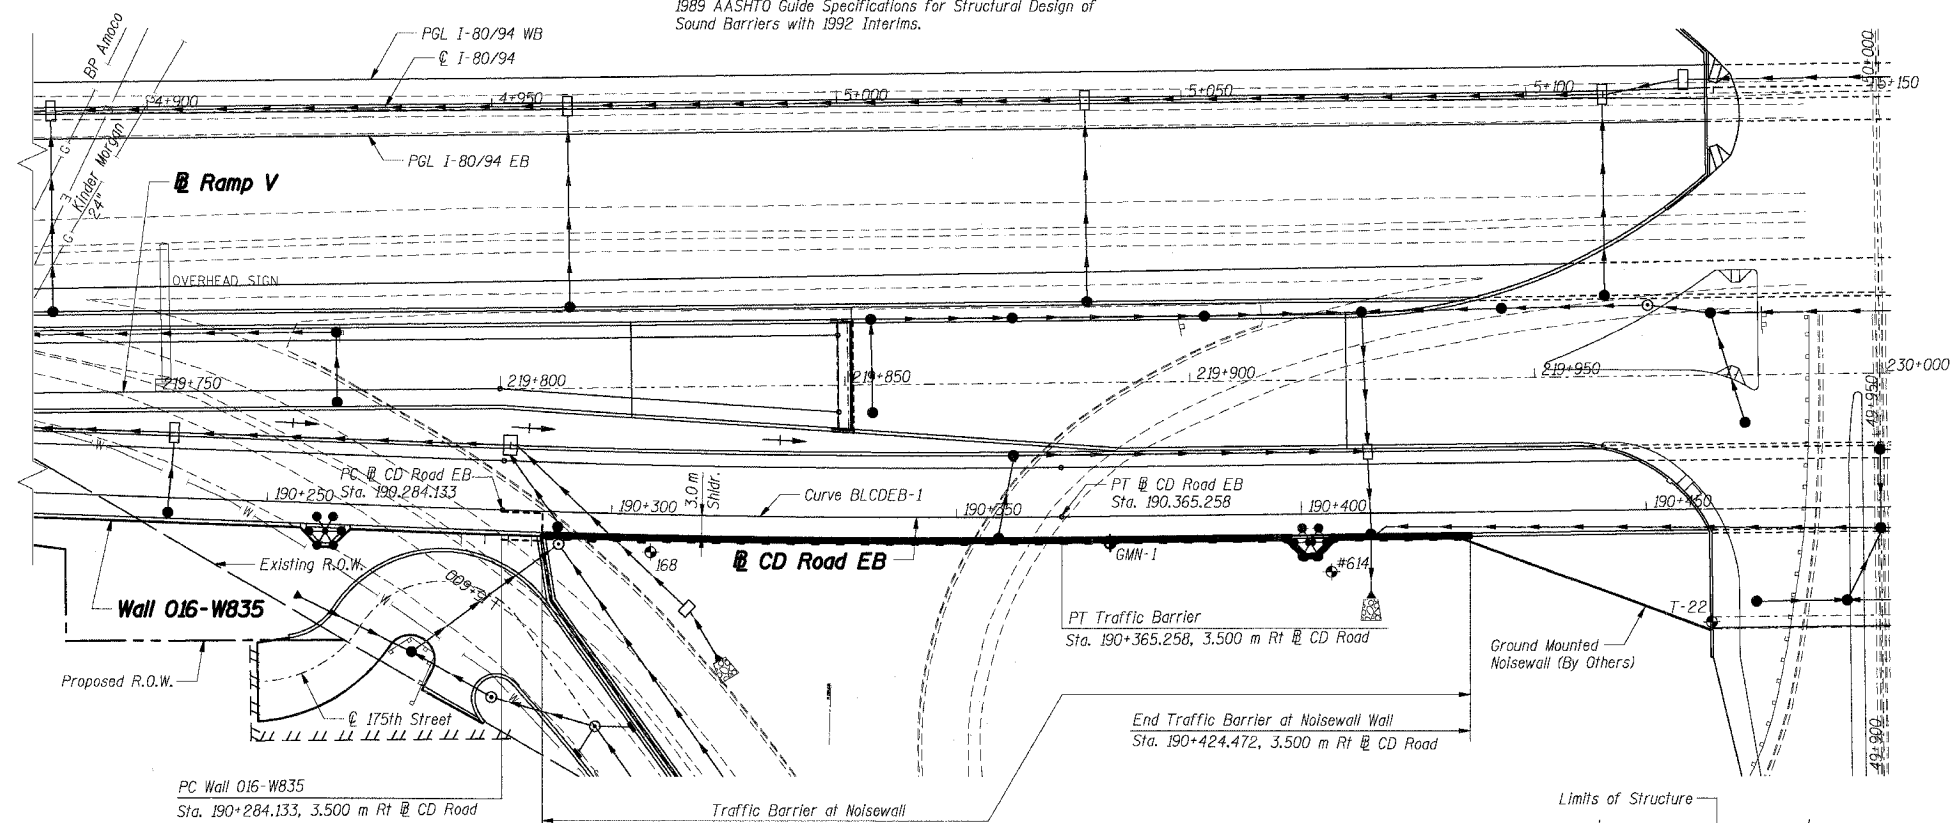 1989 AASHTO Guide Specifications for Structural Design of
Sound Barriers with 1992 Interims.
BP Amoco
PGL I-80/94 WB
℄ I-80/94
50+000
4+900
4+950
5+000
5+050
5+100
5+150
G
Kinder Morgan
24"
G
PGL I-80/94 EB
℄ Ramp V
OVERHEAD SIGN
219+750
219+800
219+850
219+900
219+950
230+000
49+950
W
PC ℄ CD Road EB
Sta. 190.284.133
190+250
190+300
3.0 m
Shldr.
Curve BLCDEB-1
190+350
PT ℄ CD Road EB
Sta. 190.365.258
190+400
190+450
W
Existing R.O.W.
168
℄ CD Road EB
GMN-1
#614
Wall 016-W835
1+600
W
PT Traffic Barrier
Sta. 190+365.258, 3.500 m Rt ℄ CD Road
T-22
Ground Mounted
Noisewall (By Others)
Proposed R.O.W.
℄ 175th Street
W
End Traffic Barrier at Noisewall Wall
Sta. 190+424.472, 3.500 m Rt ℄ CD Road
49+900
PC Wall 016-W835
Sta. 190+284.133, 3.500 m Rt ℄ CD Road
Traffic Barrier at Noisewall
Limits of Structure